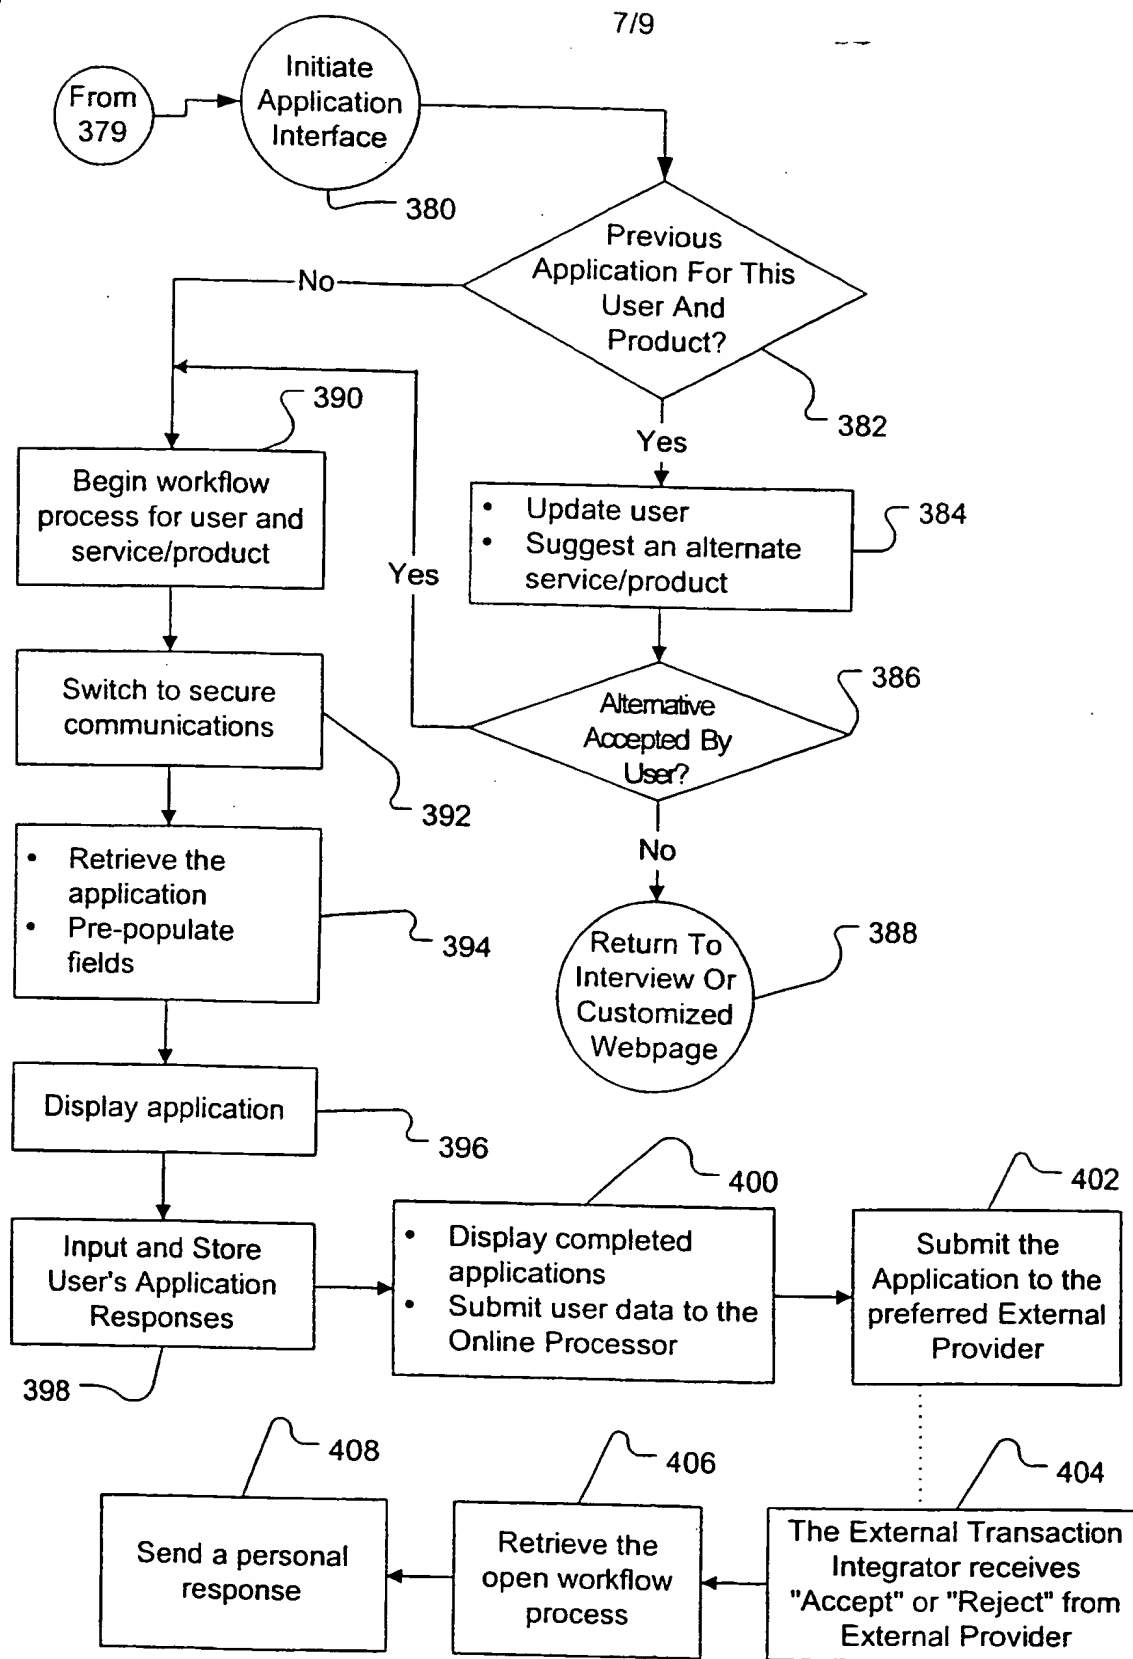 7/9
From
379
Initiate
Application
Interface
380
Previous
Application For This
User And
Product?
382
No
Yes
390
Begin workflow
process for user and
service/product
• Update user
• Suggest an alternate
service/product
384
Yes
Switch to secure
communications
392
Alternative
Accepted By
User?
386
No
• Retrieve the
application
• Pre-populate
fields
394
Return To
Interview Or
Customized
Webpage
388
Display application
396
Input and Store
User's Application
Responses
398
• Display completed
applications
• Submit user data to the
Online Processor
400
Submit the
Application to the
preferred External
Provider
402
The External Transaction
Integrator receives
"Accept" or "Reject" from
External Provider
404
Retrieve the
open workflow
process
406
Send a personal
response
408